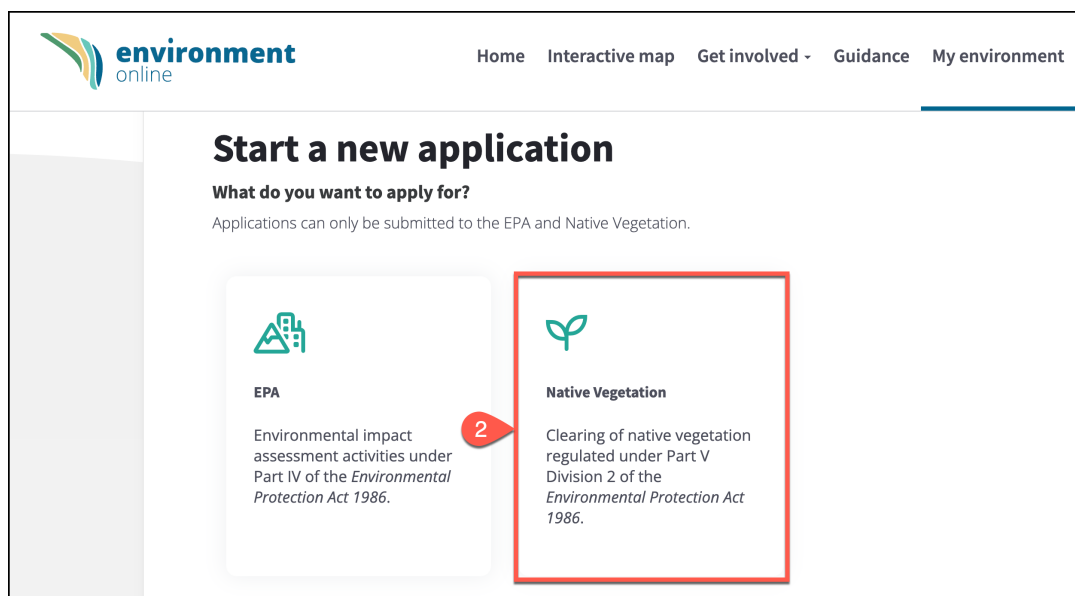 environment
online
Home Interactive map Get involved Guidance My environment
Start a new application
What do you want to apply for?
Applications can only be submitted to the EPA and Native Vegetation.
EPA
Environmental impact
assessment activities under
Part IV of the Environmental
Protection Act 1986.
2
Native Vegetation
Clearing of native vegetation
regulated under Part V
Division 2 of the
Environmental Protection Act
1986.